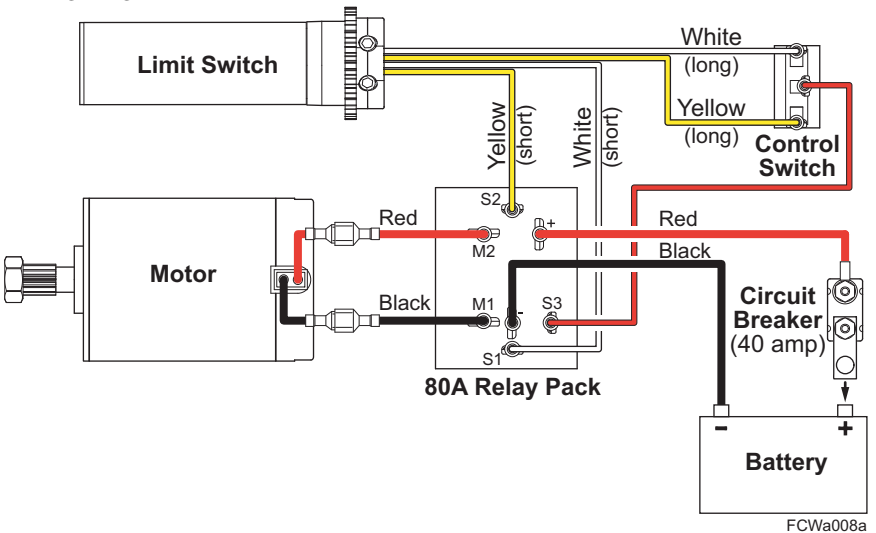 Limit Switch
White
(long)
Yellow
(long)
Control
Switch
Yellow
(short)
White
(short)
Motor
Red
Black
S2
+
M2
M1
-
S3
S1
80A Relay Pack
Red
Black
Circuit
Breaker
(40 amp)
- +
Battery
FCWa008a